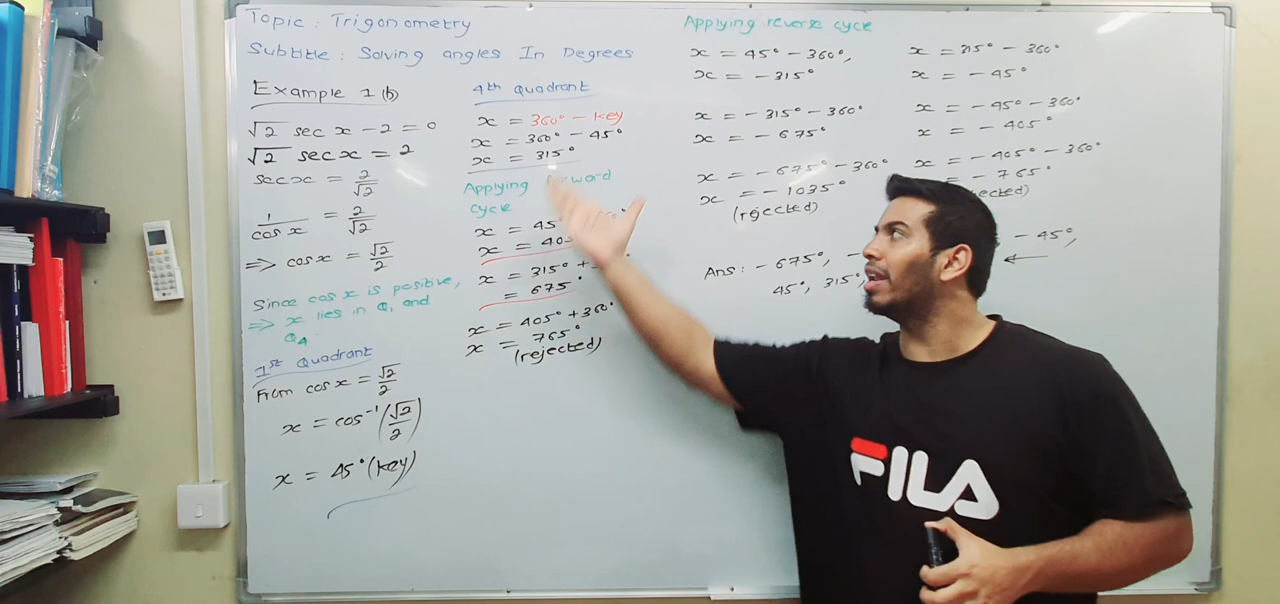 Topic : Trigonometry
Subtitle : Solving angles In Degrees
Example 1 (b)
√2 sec x - 2 = 0
√2 sec x = 2
sec x = 2/√2
1/cos x = 2/√2
⇒ cos x = √2/2
Since cos x is positive,
⇒ x lies in Q1 and
Q4
1st Quadrant
From cos x = √2/2
x = cos⁻¹(√2/2)
x = 45° (key)
4th Quadrant
x = 360° - key
x = 360° - 45°
x = 315°
Applying
cycle
x = 45
x = 40
x = 315° +
= 675°
x = 405° + 360°
x = 765°
(rejected)
Applying reverse cycle
x = 45° - 360°,
x = -315°
x = -315° - 360°
x = -675°
x = -675° - 360°
x = -1035°
(rejected)
x = 315° - 360°
x = -45°
x = -45° - 360°
x = -405°
x = -405° - 360°
= -765°
Ans : -675°, - -45°,
45°, 315°,
FILA